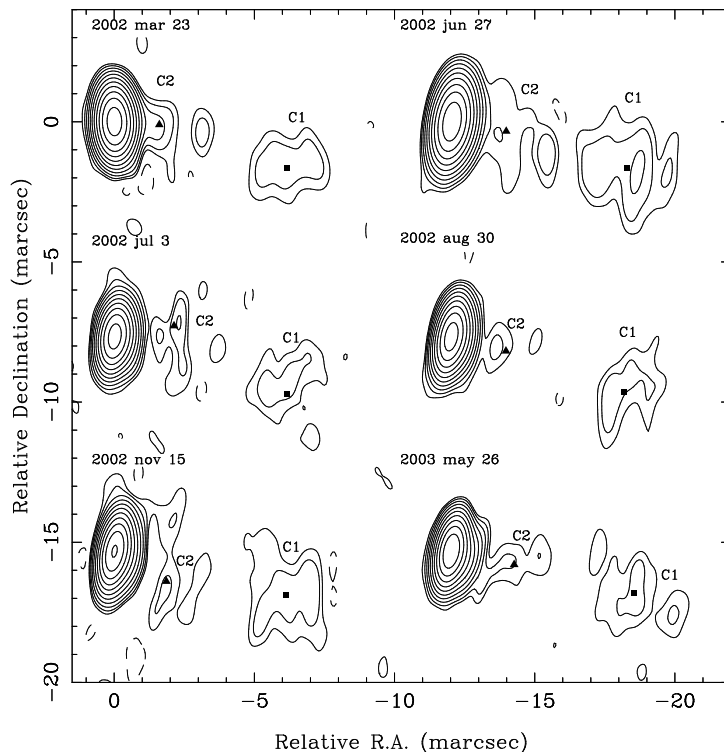 2002 mar 23
2002 jun 27
C2
C2
C1
C1
0
2002 jul 3
2002 aug 30
−5
C2
C2
C1
C1
−10
2002 nov 15
2003 may 26
C1
C2
C2
C1
−15
−20
Relative Declination (marcsec)
0 −5 −10 −15 −20
Relative R.A. (marcsec)